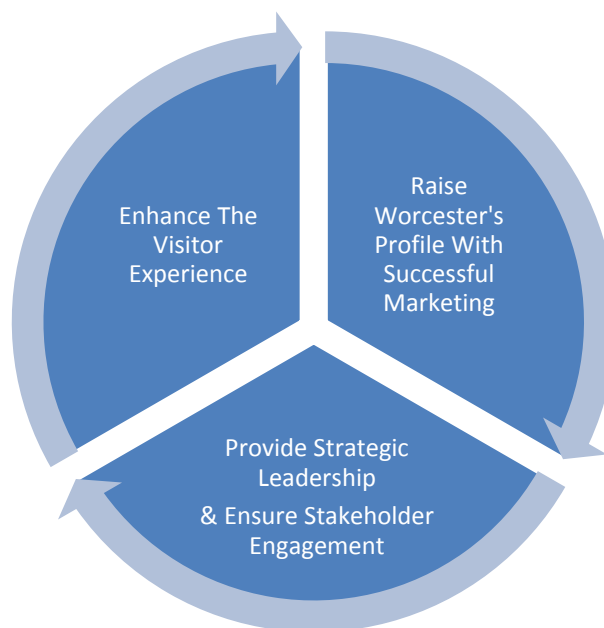 Enhance The
Visitor
Experience
Raise
Worcester's
Profile With
Successful
Marketing
Provide Strategic
Leadership
& Ensure Stakeholder
Engagement